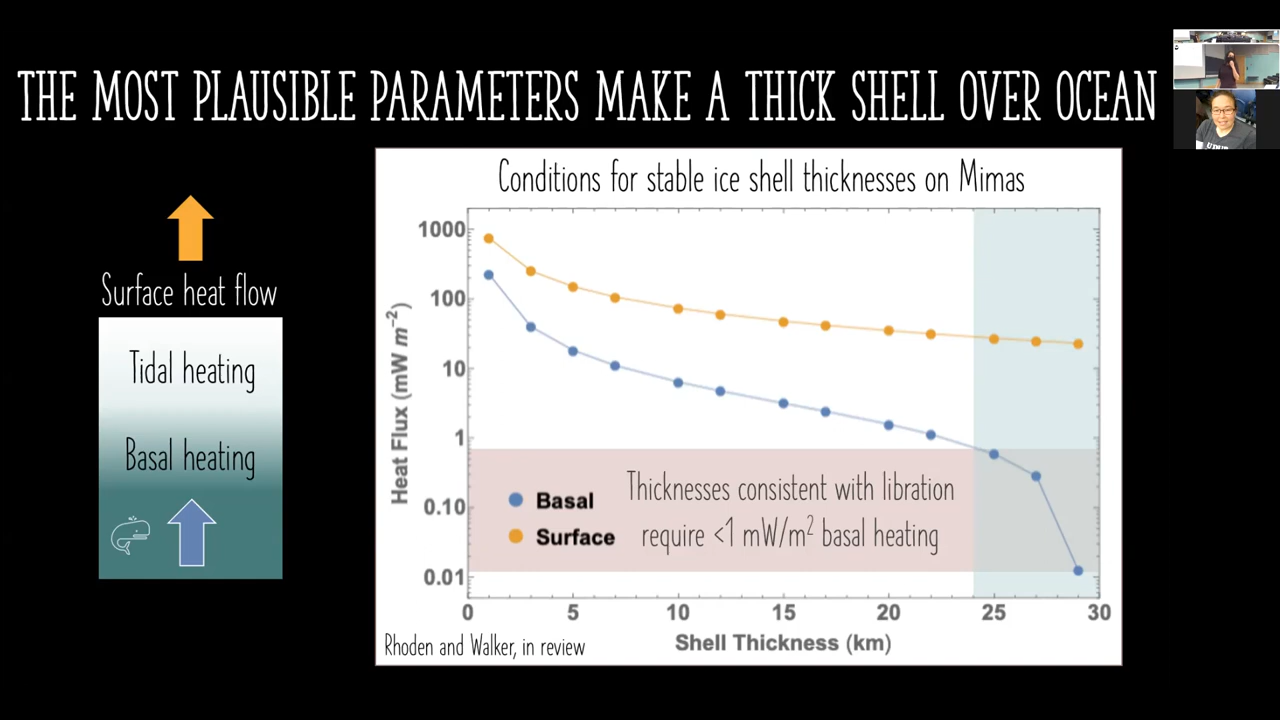 THE MOST PLAUSIBLE PARAMETERS MAKE A THICK SHELL OVER OCEAN
Surface heat flow
Tidal heating
Basal heating
Conditions for stable ice shell thicknesses on Mimas
Heat Flux (mW m⁻²)
1000
100
10
1
0.10
0.01
Basal
Surface
Thicknesses consistent with libration
require <1 mW/m² basal heating
0 5 10 15 20 25 30
Shell Thickness (km)
Rhoden and Walker, in review